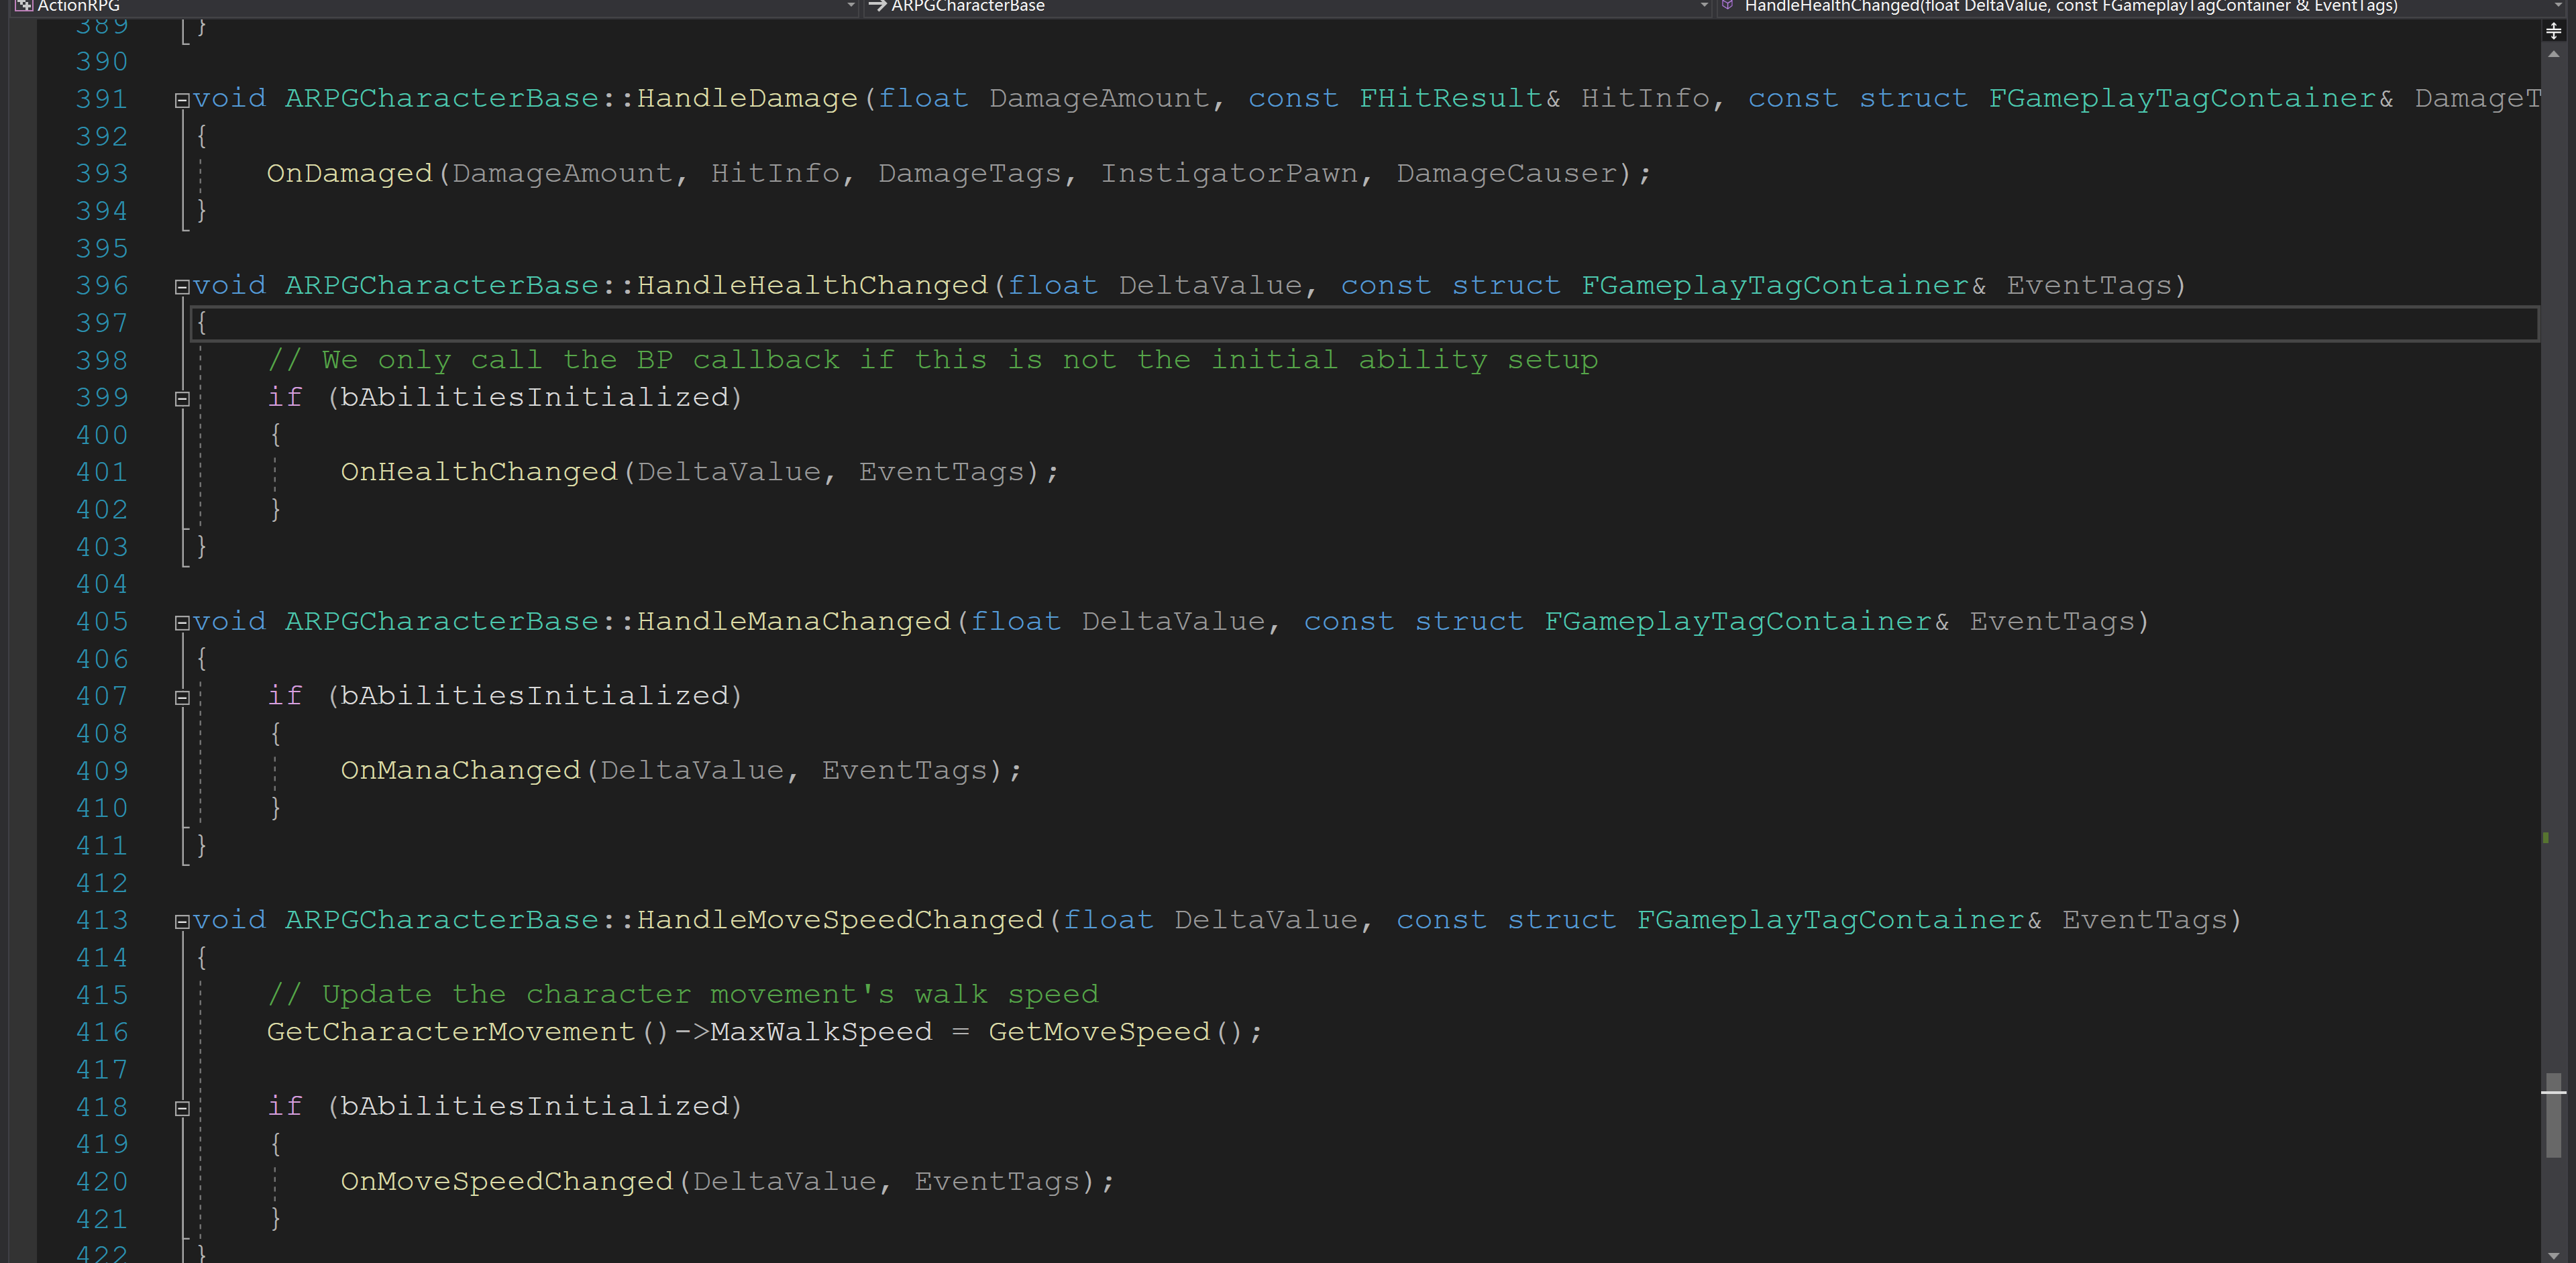 ActionRPG ARPGCharacterBase HandleHealthChanged(float DeltaValue, const FGameplayTagContainer & EventTags)
389 }
390
391 void ARPGCharacterBase::HandleDamage(float DamageAmount, const FHitResult& HitInfo, const struct FGameplayTagContainer& DamageT
392 {
393 OnDamaged(DamageAmount, HitInfo, DamageTags, InstigatorPawn, DamageCauser);
394 }
395
396 void ARPGCharacterBase::HandleHealthChanged(float DeltaValue, const struct FGameplayTagContainer& EventTags)
397 {
398 // We only call the BP callback if this is not the initial ability setup
399 if (bAbilitiesInitialized)
400 {
401 OnHealthChanged(DeltaValue, EventTags);
402 }
403 }
404
405 void ARPGCharacterBase::HandleManaChanged(float DeltaValue, const struct FGameplayTagContainer& EventTags)
406 {
407 if (bAbilitiesInitialized)
408 {
409 OnManaChanged(DeltaValue, EventTags);
410 }
411 }
412
413 void ARPGCharacterBase::HandleMoveSpeedChanged(float DeltaValue, const struct FGameplayTagContainer& EventTags)
414 {
415 // Update the character movement's walk speed
416 GetCharacterMovement()->MaxWalkSpeed = GetMoveSpeed();
417
418 if (bAbilitiesInitialized)
419 {
420 OnMoveSpeedChanged(DeltaValue, EventTags);
421 }
422 }